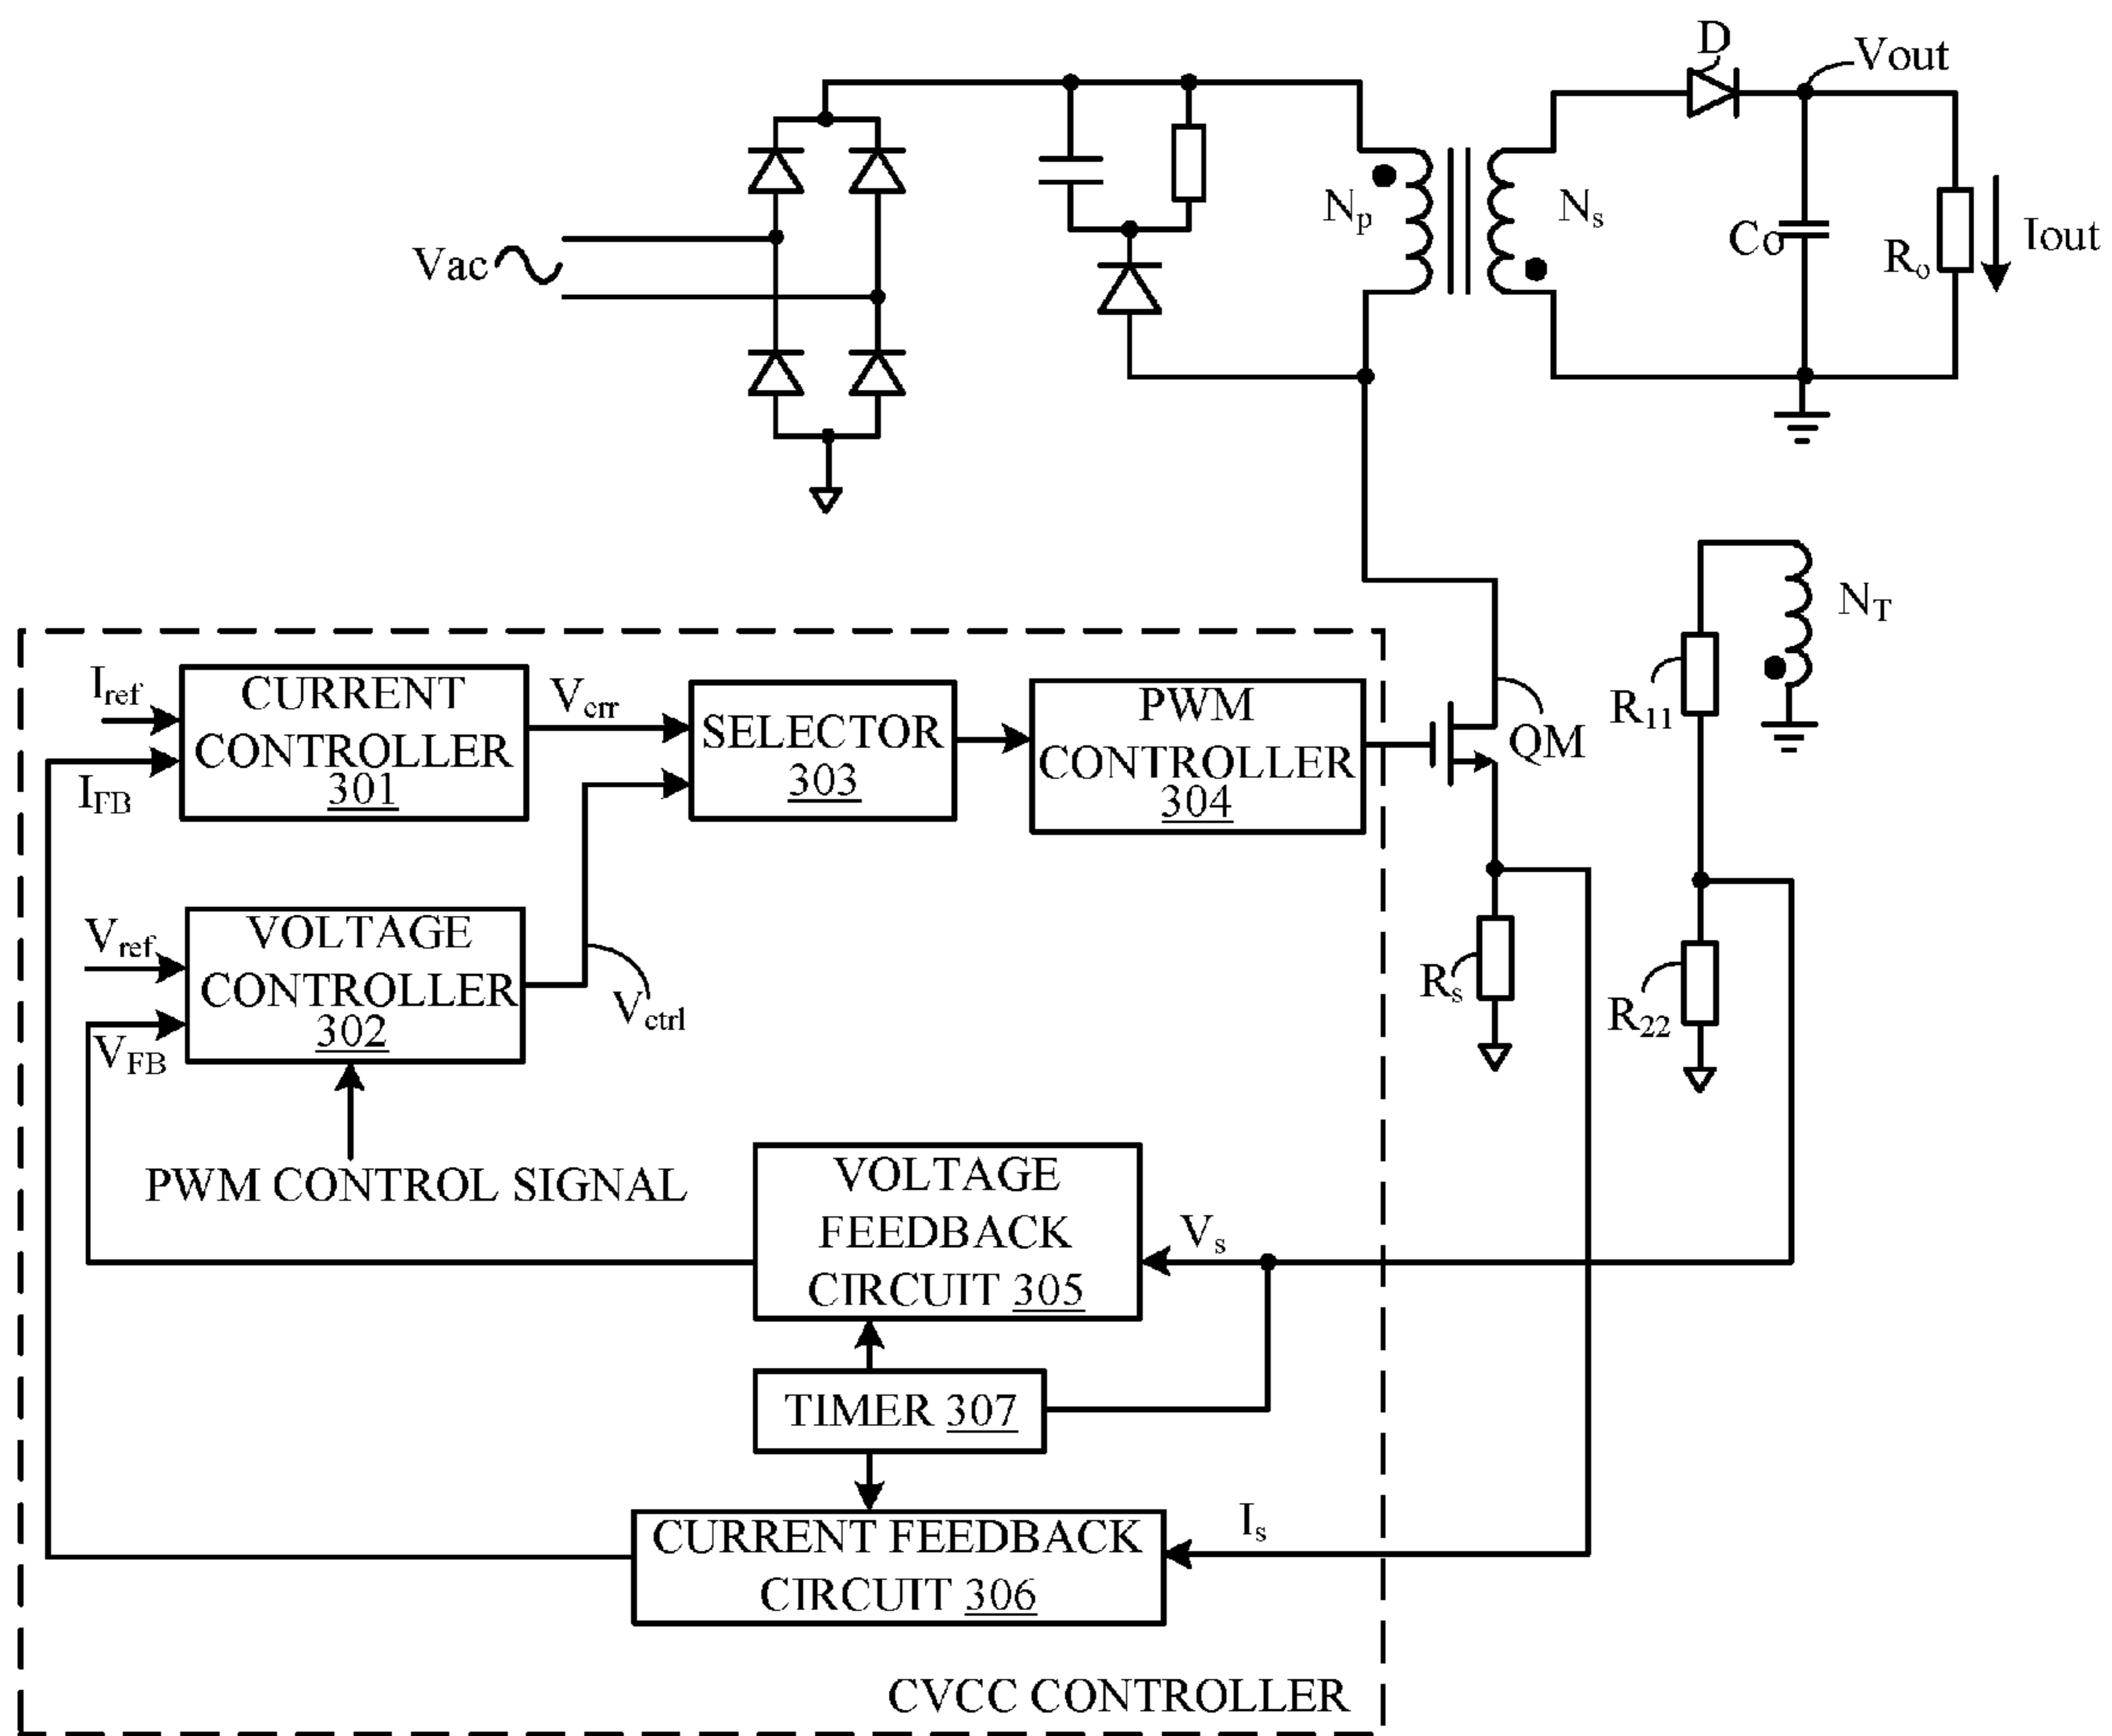 D
Vout
Vac
Np
Ns
Co
Ro
Iout
NT
R11
QM
Iref
IFB
CURRENT
CONTROLLER
301
Verr
SELECTOR
303
PWM
CONTROLLER
304
Vref
VFB
VOLTAGE
CONTROLLER
302
Vctrl
Rs
R22
PWM CONTROL SIGNAL
VOLTAGE
FEEDBACK
CIRCUIT 305
Vs
TIMER 307
CURRENT FEEDBACK
CIRCUIT 306
Is
CVCC CONTROLLER